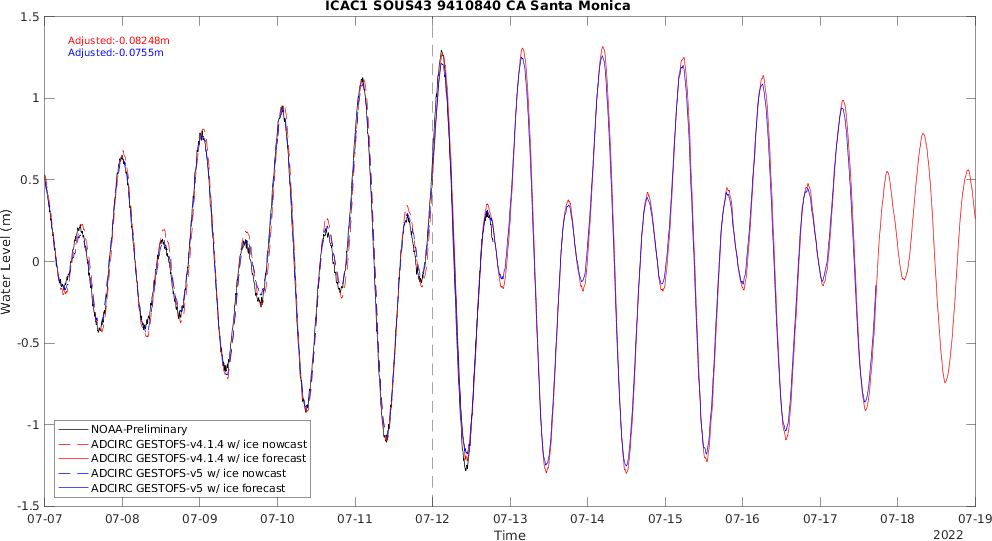 ICAC1 SOUS43 9410840 CA Santa Monica
Adjusted:-0.08248m
Adjusted:-0.0755m
Water Level (m)
1.5
1
0.5
0
-0.5
-1
-1.5
NOAA-Preliminary
ADCIRC GESTOFS-v4.1.4 w/ ice nowcast
ADCIRC GESTOFS-v4.1.4 w/ ice forecast
ADCIRC GESTOFS-v5 w/ ice nowcast
ADCIRC GESTOFS-v5 w/ ice forecast
07-07 07-08 07-09 07-10 07-11 07-12 07-13 07-14 07-15 07-16 07-17 07-18 07-19
Time
2022